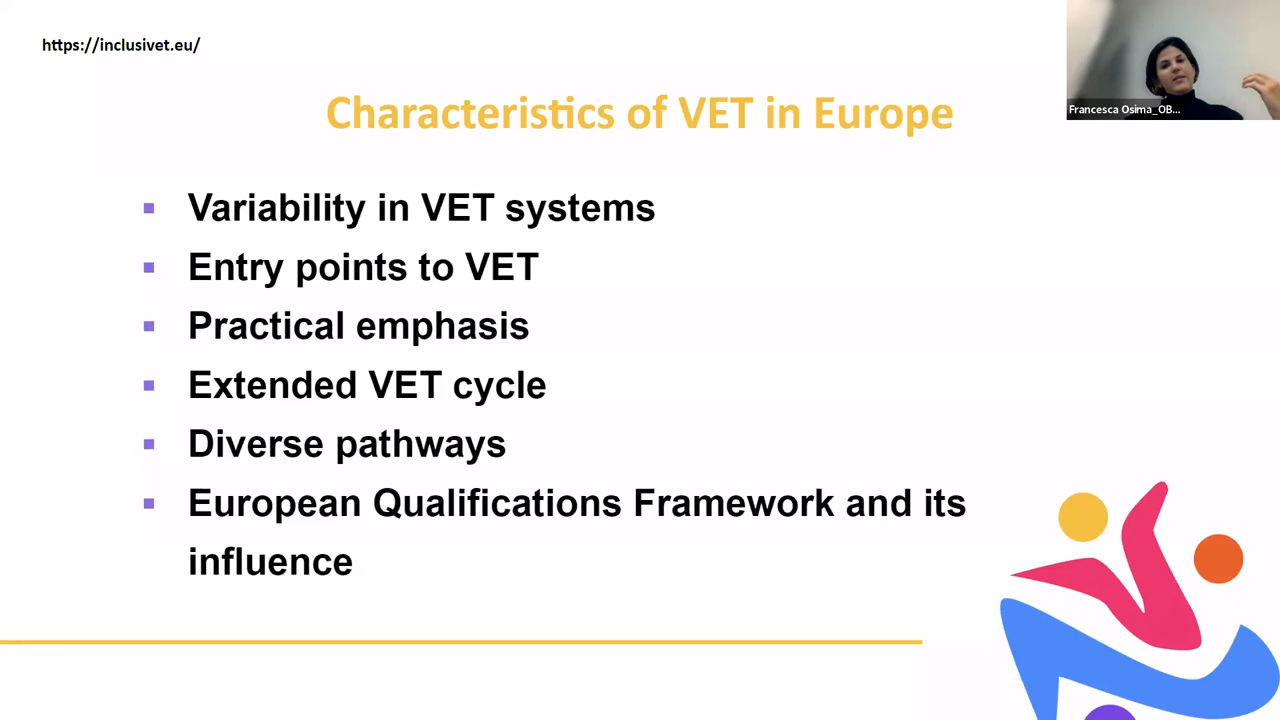 https://inclusivet.eu/
Francesca Osima_OB...
Characteristics of VET in Europe
Variability in VET systems
Entry points to VET
Practical emphasis
Extended VET cycle
Diverse pathways
European Qualifications Framework and its
influence